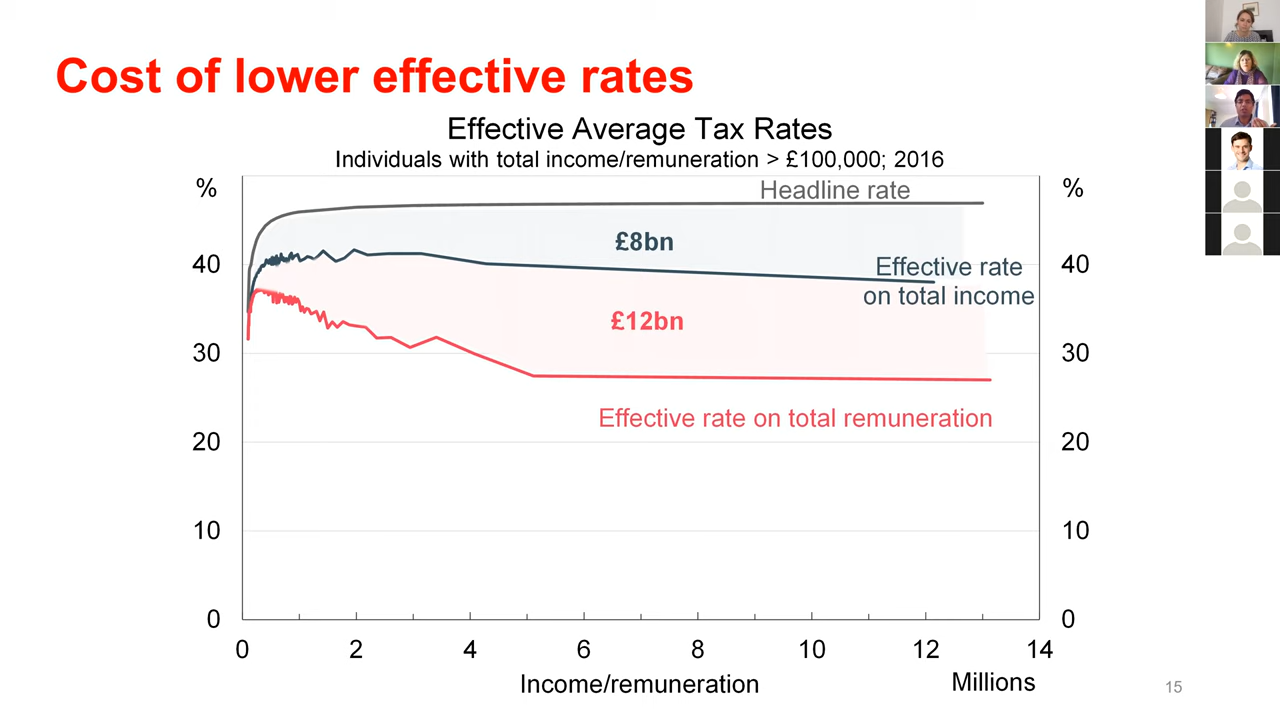 Cost of lower effective rates
Effective Average Tax Rates
Individuals with total income/remuneration > £100,000; 2016
%
%
Headline rate
£8bn
40
40
Effective rate
on total income
£12bn
30
30
Effective rate on total remuneration
20
20
10
10
0
0
0 2 4 6 8 10 12 14
Income/remuneration
Millions
15